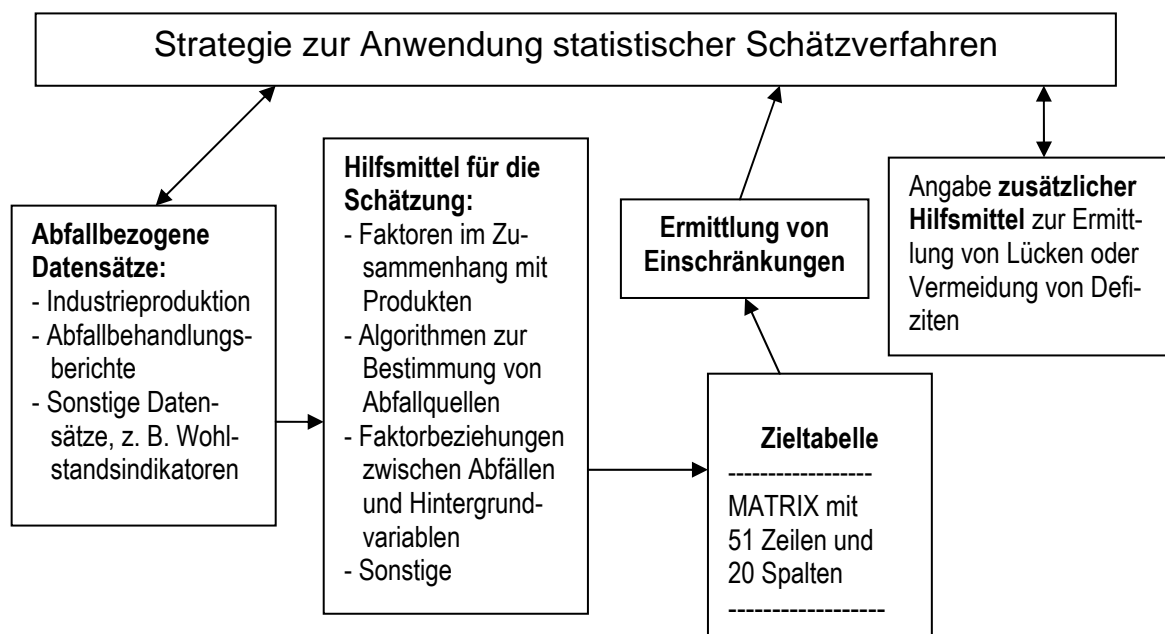 Strategie zur Anwendung statistischer Schätzverfahren
Abfallbezogene
Datensätze:
- Industrieproduktion
- Abfallbehandlungs-
berichte
- Sonstige Daten-
sätze, z. B. Wohl-
standsindikatoren
Hilfsmittel für die
Schätzung:
- Faktoren im Zu-
sammenhang mit
Produkten
- Algorithmen zur
Bestimmung von
Abfallquellen
- Faktorbeziehungen
zwischen Abfällen
und Hintergrund-
variablen
- Sonstige
Ermittlung von
Einschränkungen
Zieltabelle
------------------
MATRIX mit
51 Zeilen und
20 Spalten
-------------------
Angabe zusätzlicher
Hilfsmittel zur Ermitt-
lung von Lücken oder
Vermeidung von Defi-
ziten